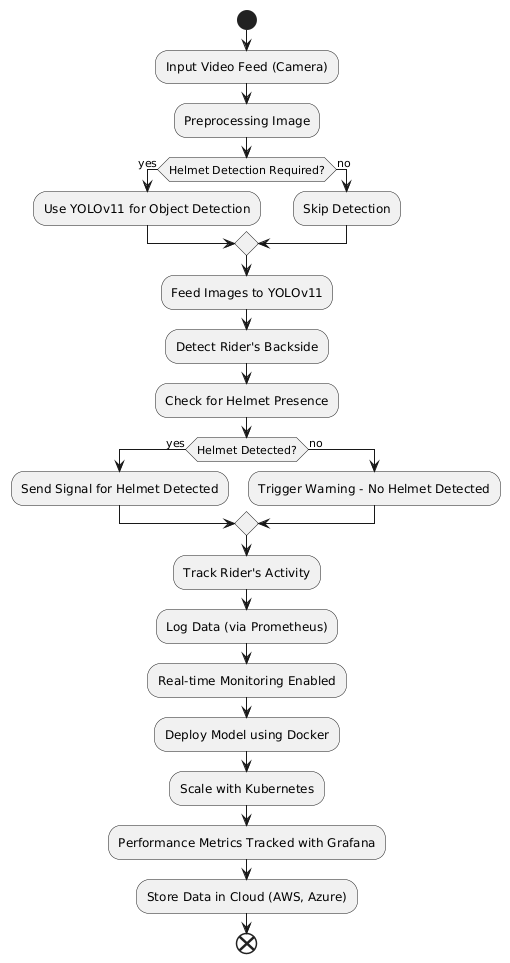 Input Video Feed (Camera)
Preprocessing Image
yes
Helmet Detection Required?
no
Use YOLOv11 for Object Detection
Skip Detection
Feed Images to YOLOv11
Detect Rider's Backside
Check for Helmet Presence
yes
Helmet Detected?
no
Send Signal for Helmet Detected
Trigger Warning - No Helmet Detected
Track Rider's Activity
Log Data (via Prometheus)
Real-time Monitoring Enabled
Deploy Model using Docker
Scale with Kubernetes
Performance Metrics Tracked with Grafana
Store Data in Cloud (AWS, Azure)